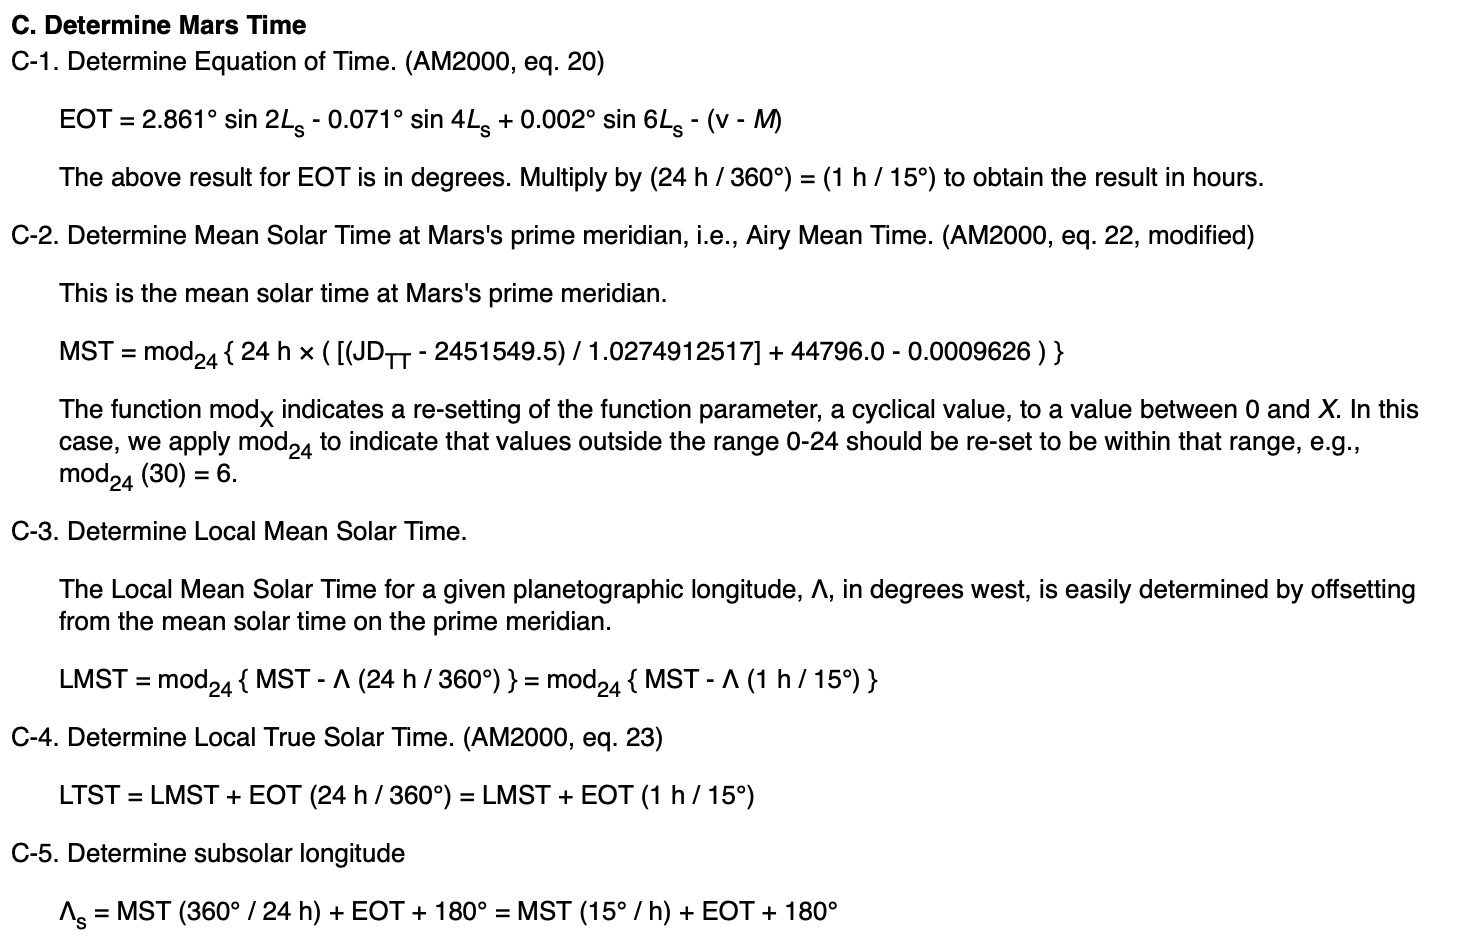 C. Determine Mars Time
C-1. Determine Equation of Time. (AM2000, eq. 20)
EOT = 2.861° sin 2Ls - 0.071° sin 4Ls + 0.002° sin 6Ls - (v - M)
The above result for EOT is in degrees. Multiply by (24 h / 360°) = (1 h / 15°) to obtain the result in hours.
C-2. Determine Mean Solar Time at Mars's prime meridian, i.e., Airy Mean Time. (AM2000, eq. 22, modified)
This is the mean solar time at Mars's prime meridian.
MST = mod24 { 24 h × ( [(JDTT - 2451549.5) / 1.0274912517] + 44796.0 - 0.0009626 ) }
The function modX indicates a re-setting of the function parameter, a cyclical value, to a value between 0 and X. In this
case, we apply mod24 to indicate that values outside the range 0-24 should be re-set to be within that range, e.g.,
mod24 (30) = 6.
C-3. Determine Local Mean Solar Time.
The Local Mean Solar Time for a given planetographic longitude, Λ, in degrees west, is easily determined by offsetting
from the mean solar time on the prime meridian.
LMST = mod24 { MST - Λ (24 h / 360°) } = mod24 { MST - Λ (1 h / 15°) }
C-4. Determine Local True Solar Time. (AM2000, eq. 23)
LTST = LMST + EOT (24 h / 360°) = LMST + EOT (1 h / 15°)
C-5. Determine subsolar longitude
Λs = MST (360° / 24 h) + EOT + 180° = MST (15° / h) + EOT + 180°